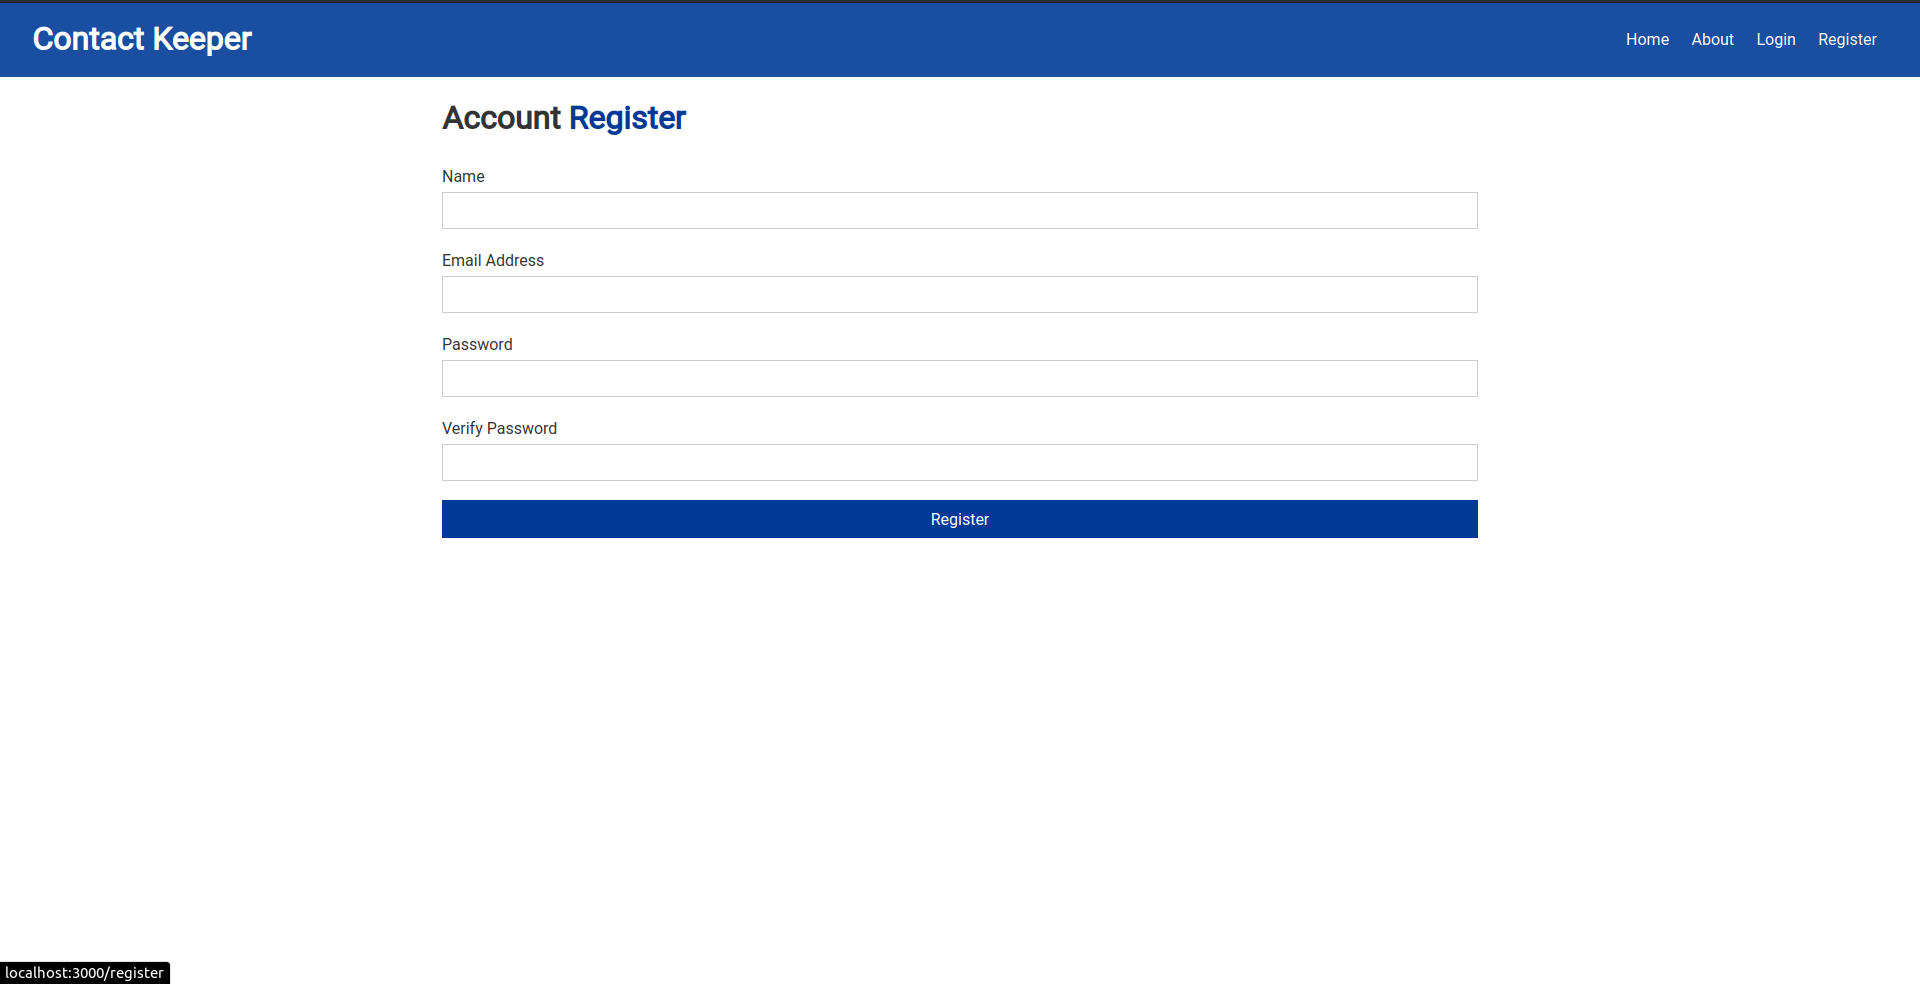 Contact Keeper
Home About Login Register
Account Register
Name
Email Address
Password
Verify Password
Register
localhost:3000/register